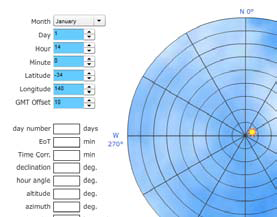 Month January
Day 1
Hour 14
Minute 0
Latitude -34
Longitude 140
GMT Offset 10
day number days
EoT min
Time Corr. min
declination deg.
hour angle deg.
altitude deg.
azimuth deg.
N 0°
W
270°